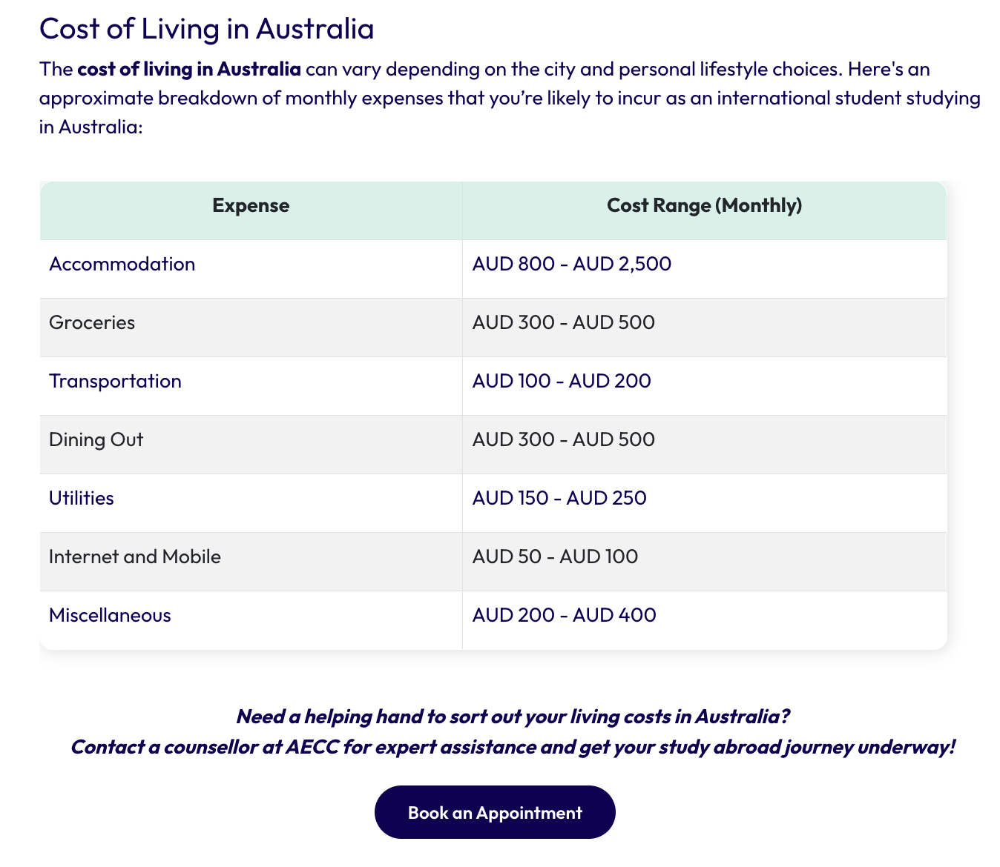 Cost of Living in Australia
The cost of living in Australia can vary depending on the city and personal lifestyle choices. Here's an
approximate breakdown of monthly expenses that you’re likely to incur as an international student studying
in Australia:
Expense Cost Range (Monthly)
Accommodation AUD 800 - AUD 2,500
Groceries AUD 300 - AUD 500
Transportation AUD 100 - AUD 200
Dining Out AUD 300 - AUD 500
Utilities AUD 150 - AUD 250
Internet and Mobile AUD 50 - AUD 100
Miscellaneous AUD 200 - AUD 400
Need a helping hand to sort out your living costs in Australia?
Contact a counsellor at AECC for expert assistance and get your study abroad journey underway!
Book an Appointment